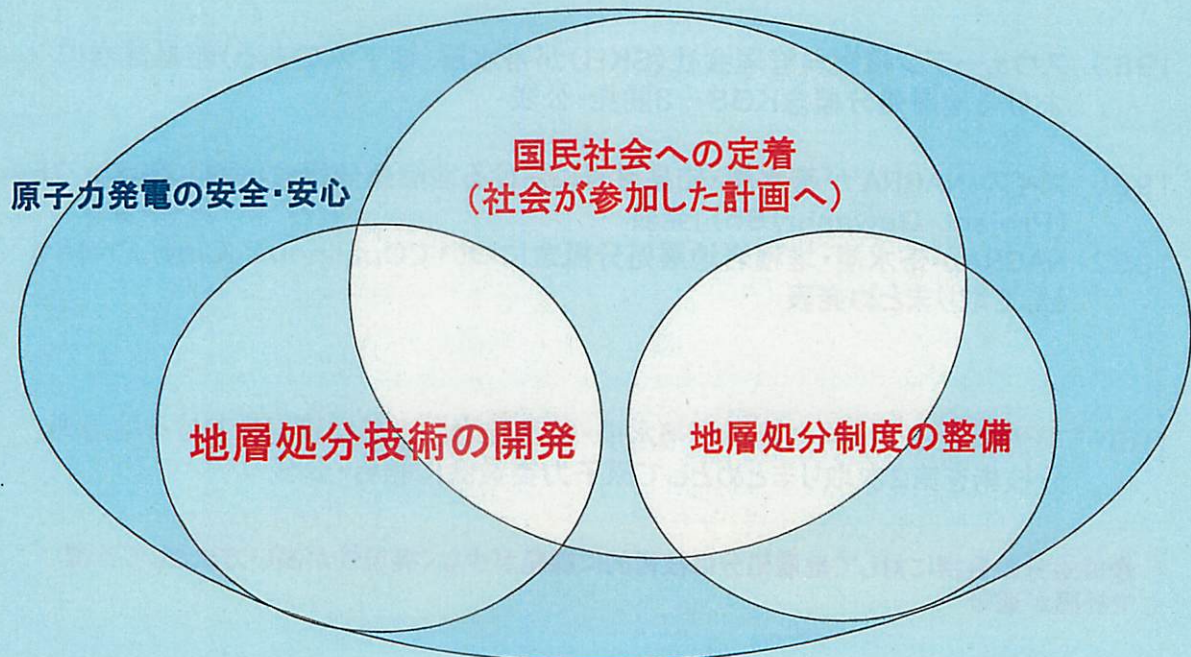 国民社会への定着
(社会が参加した計画へ)
原子力発電の安全・安心
地層処分技術の開発
地層処分制度の整備